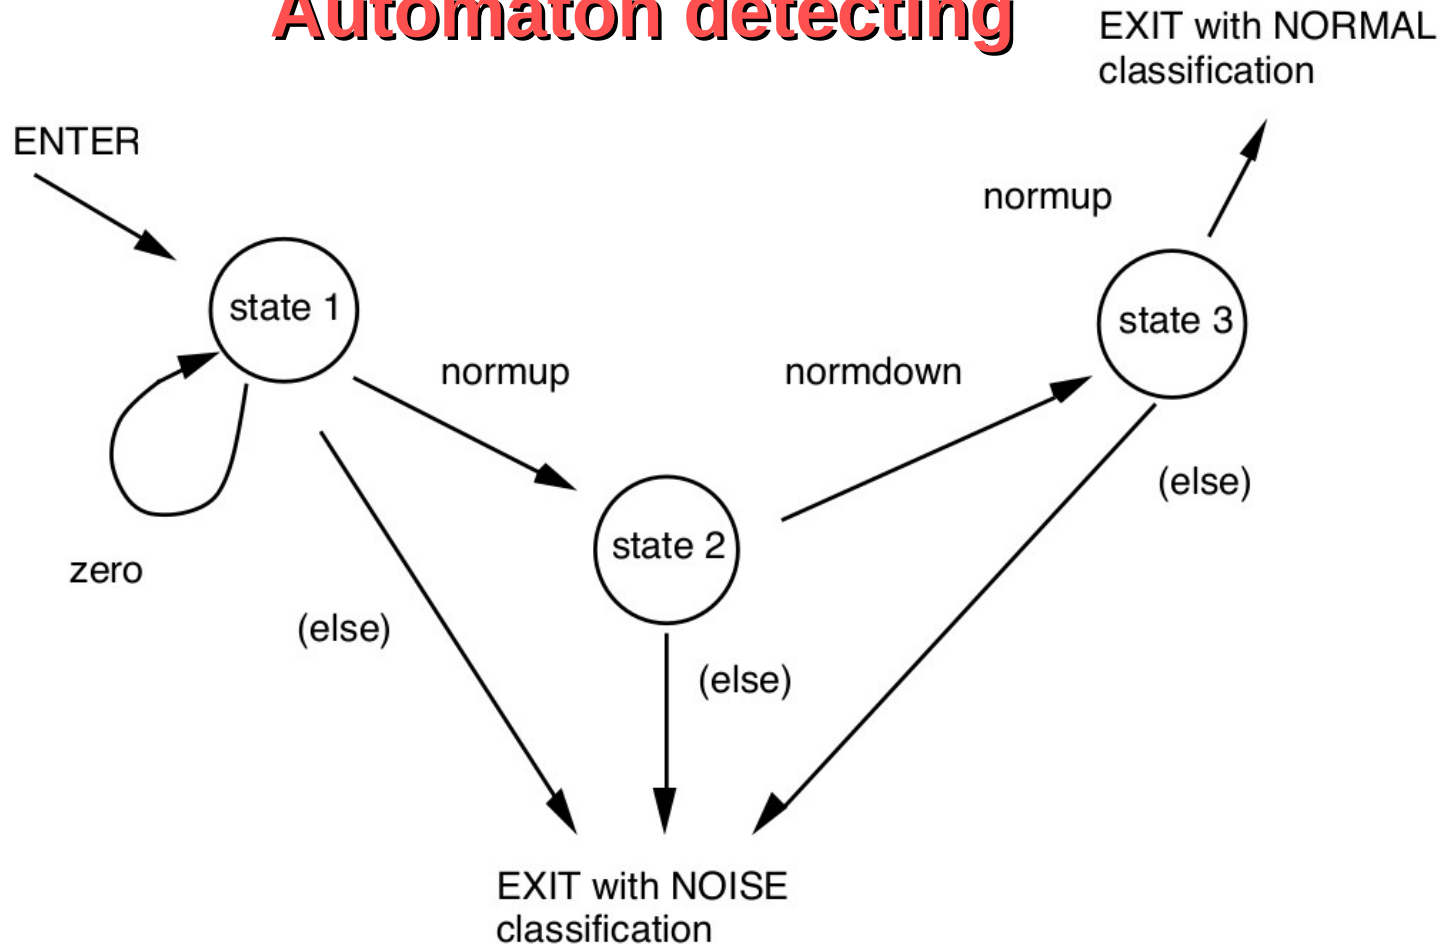 Automaton detecting
EXIT with NORMAL
classification
ENTER
normup
state 1
state 3
normup
normdown
(else)
state 2
zero
(else)
(else)
EXIT with NOISE
classification